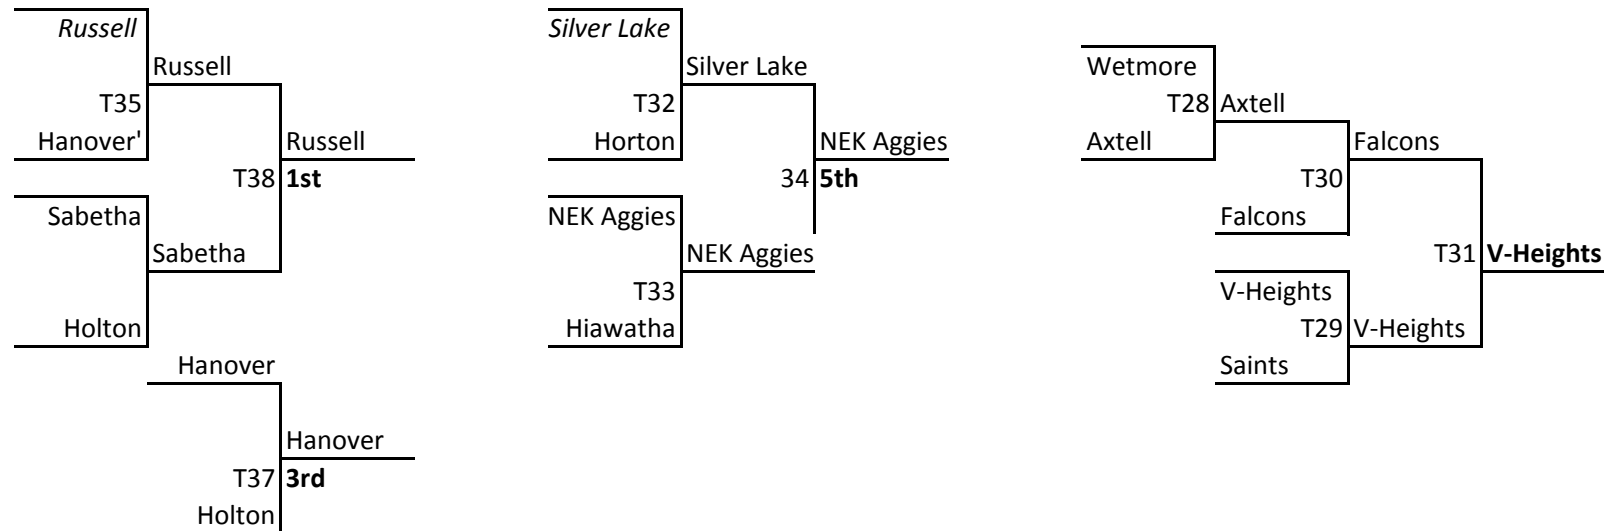 Russell
Russell
T35
Hanover'
Russell
T38 1st
Sabetha
Sabetha
Holton
Hanover
Hanover
T37 3rd
Holton
Silver Lake
Silver Lake
T32
Horton
NEK Aggies
34 5th
NEK Aggies
NEK Aggies
T33
Hiawatha
Wetmore
T28 Axtell
Axtell
Falcons
T30
Falcons
T31 V-Heights
V-Heights
T29 V-Heights
Saints